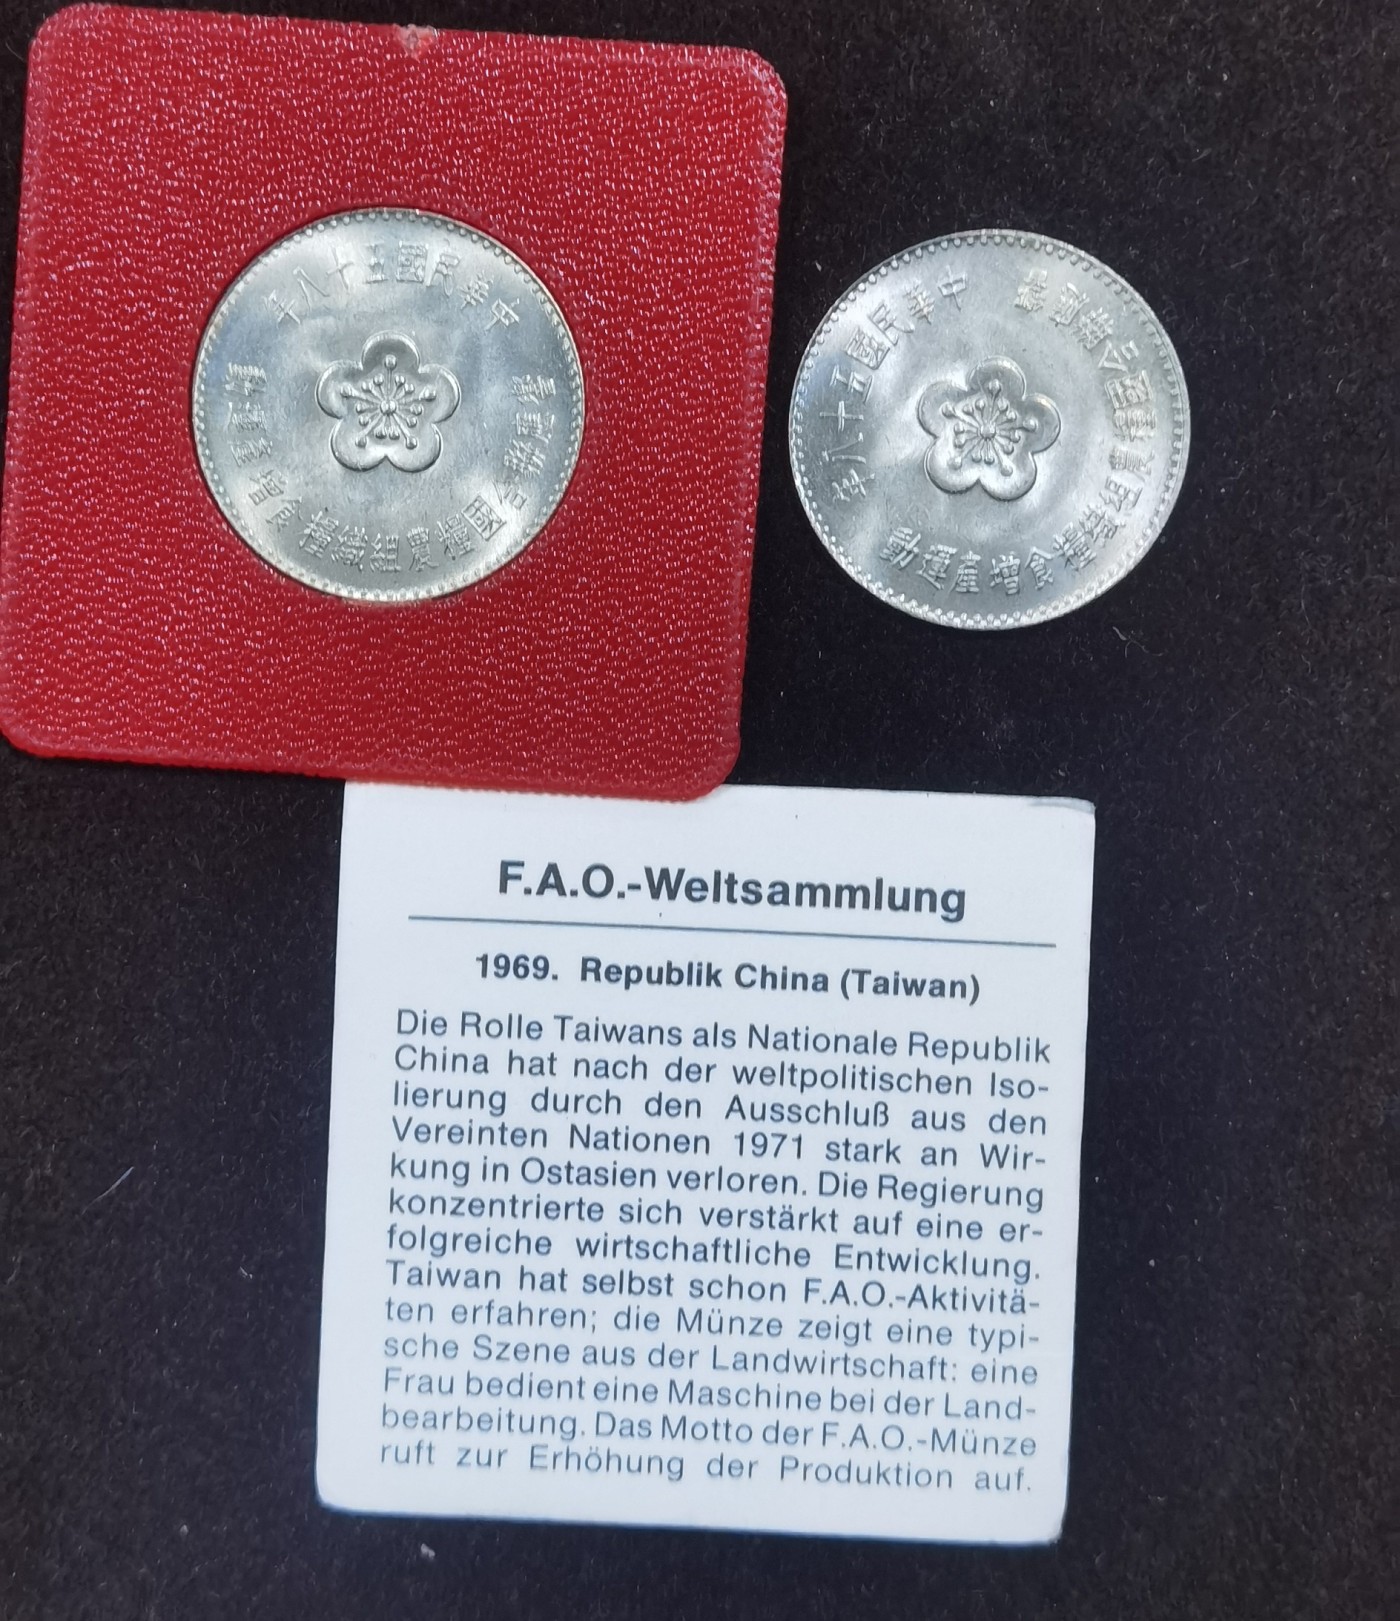 中華民國五十八年
響應聯合國糧農組織糧食增產運動
中華民國五十八年
響應聯合國糧農組織糧食增產運動
F.A.O.-Weltsammlung
1969. Republik China (Taiwan)
Die Rolle Taiwans als Nationale Republik
China hat nach der weltpolitischen Iso-
lierung durch den Ausschluß aus den
Vereinten Nationen 1971 stark an Wir-
kung in Ostasien verloren. Die Regierung
konzentrierte sich verstärkt auf eine er-
folgreiche wirtschaftliche Entwicklung.
Taiwan hat selbst schon F.A.O.-Aktivitä-
ten erfahren; die Münze zeigt eine typi-
sche Szene aus der Landwirtschaft: eine
Frau bedient eine Maschine bei der Land-
bearbeitung. Das Motto der F.A.O.-Münze
ruft zur Erhöhung der Produktion auf.